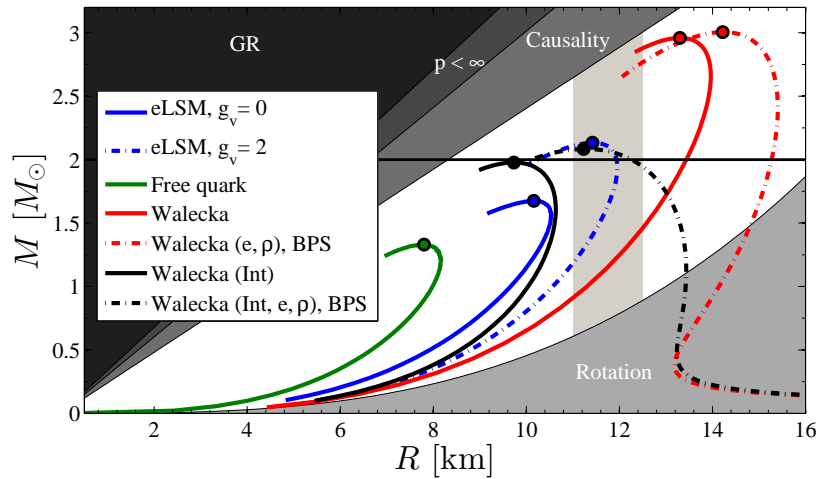 3
2.5
2
1.5
1
0.5
0
M [M⊙]
GR
p < ∞
Causality
eLSM, g_v= 0
eLSM, g_v= 2
Free quark
Walecka
Walecka (e, ρ), BPS
Walecka (Int)
Walecka (Int, e, ρ), BPS
Rotation
2 4 6 8 10 12 14 16
R [km]